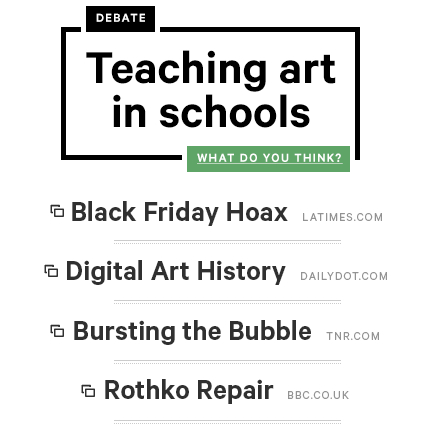 DEBATE
Teaching art
in schools
WHAT DO YOU THINK?
Black Friday Hoax LATIMES.COM
Digital Art History DAILYDOT.COM
Bursting the Bubble TNR.COM
Rothko Repair BBC.CO.UK